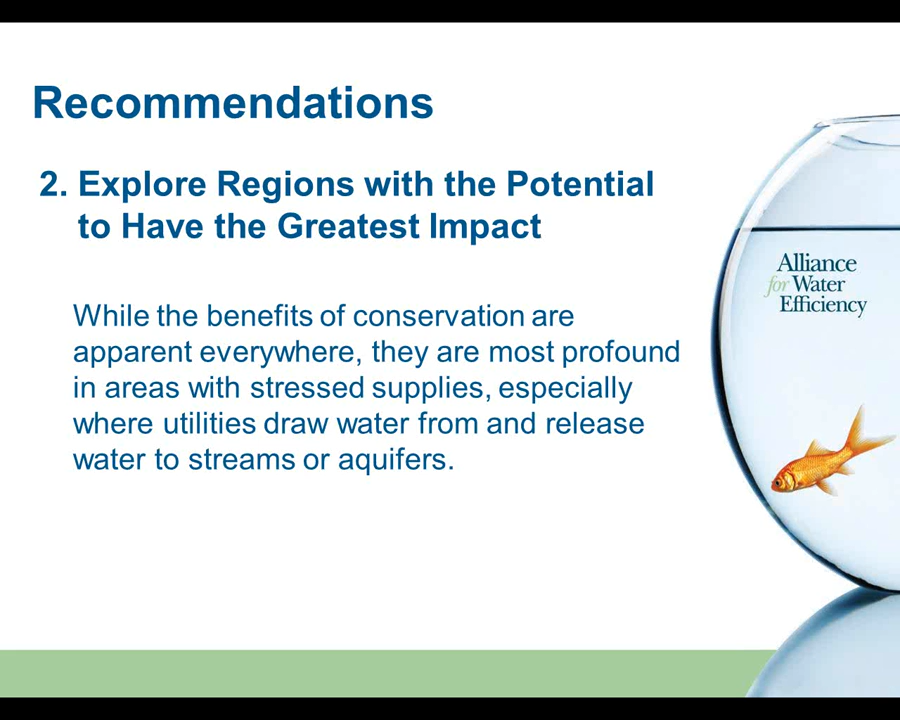 Recommendations
2. Explore Regions with the Potential
to Have the Greatest Impact
While the benefits of conservation are
apparent everywhere, they are most profound
in areas with stressed supplies, especially
where utilities draw water from and release
water to streams or aquifers.
Alliance
for Water
Efficiency